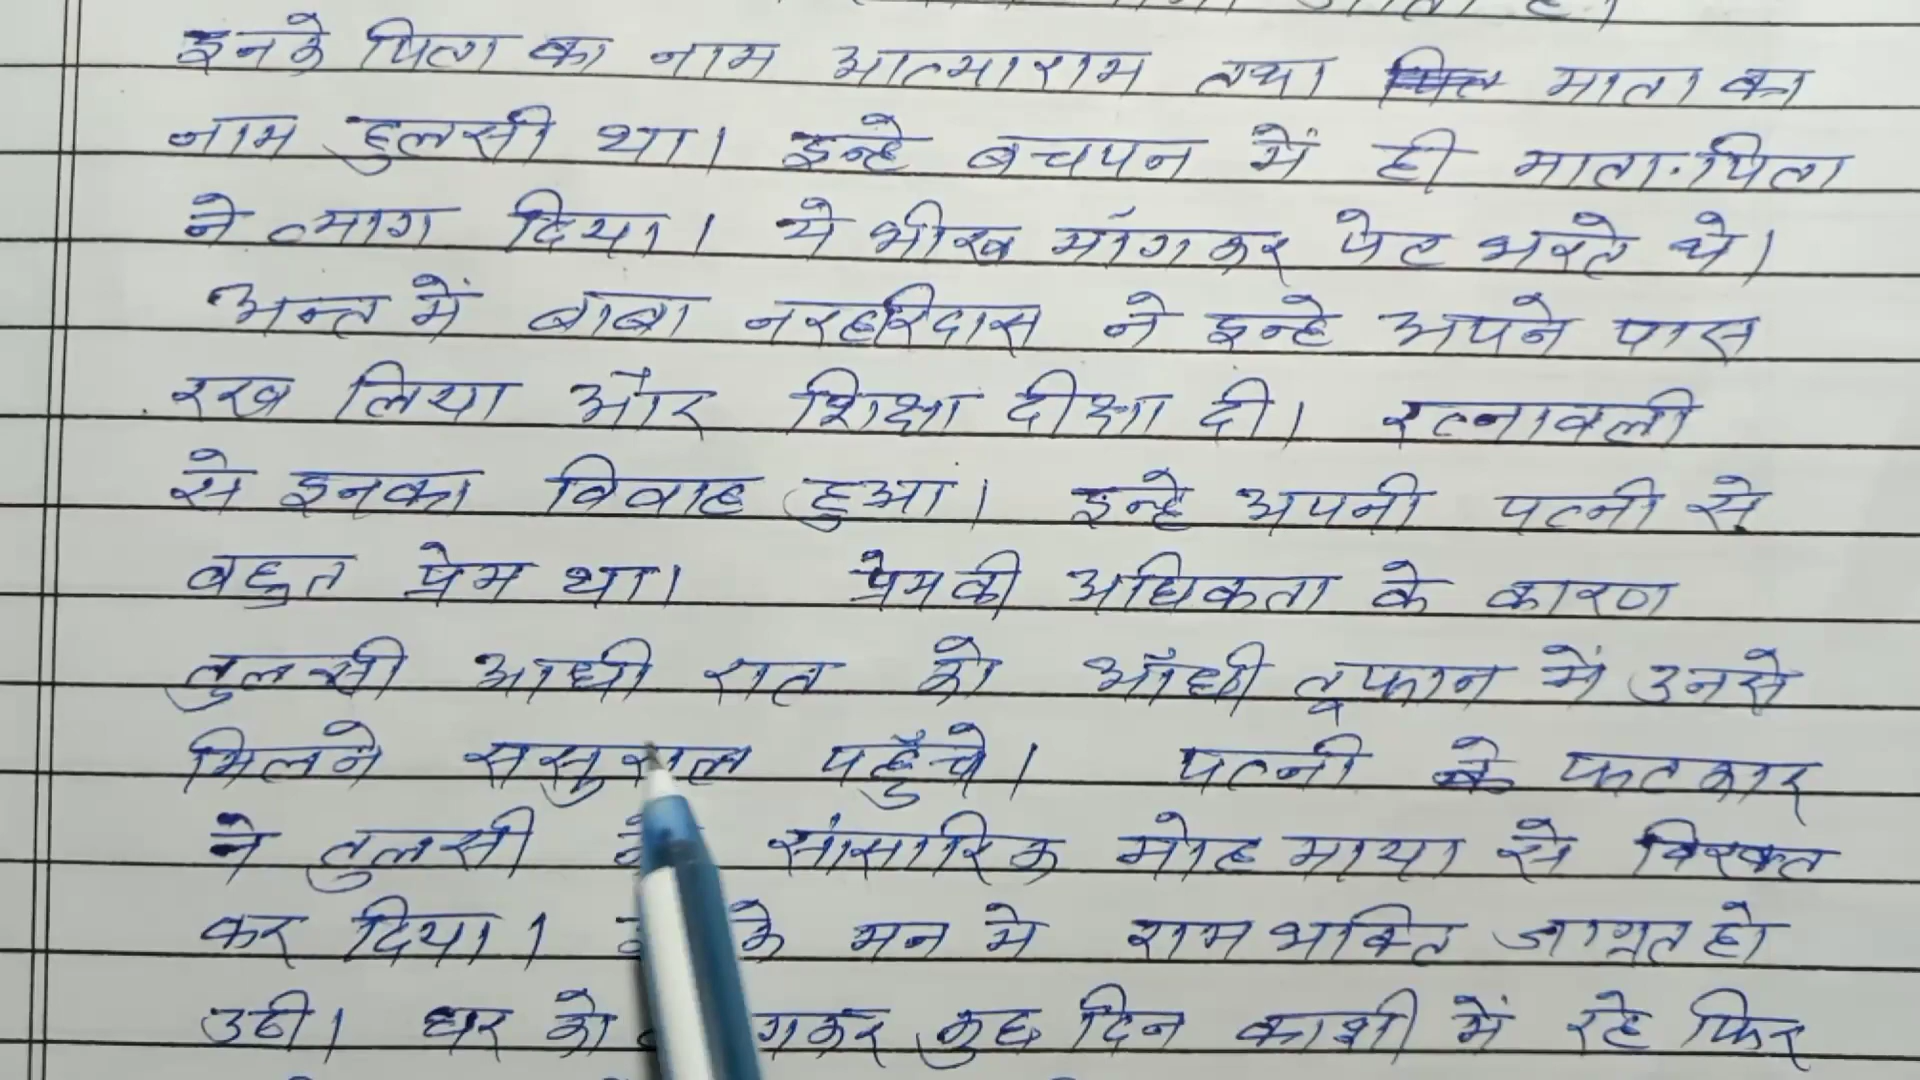 इनके पिता का नाम आत्माराम तथा माता का
नाम हुलसी था। इन्हे बचपन में ही माता-पिता
ने त्याग दिया। ये भीख माँगकर पेट भरते थे।
अन्त में बाबा नरहरिदास ने इन्हे अपने पास
रख लिया और शिक्षा दीक्षा दी। रत्नावली
से इनका विवाह हुआ। इन्हे अपनी पत्नी से
बहुत प्रेम था। प्रेम की अधिकता के कारण
तुलसी आधी रात को आँधी तूफान में उनसे
मिलने ससुराल पहुँचे। पत्नी के फटकार
ने तुलसी सांसारिक मोह माया से विरक्त
कर दिया। के मन मे राम भक्ति जाग्रत हो
उठी। घर को कुछ दिन काशी में रहे फिर